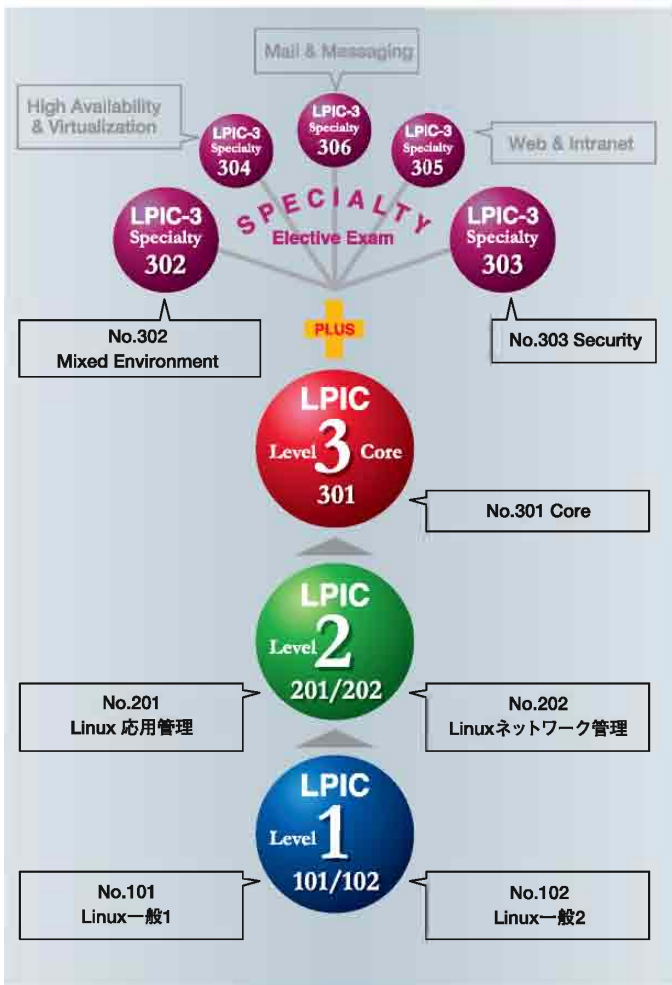 Mail & Messaging
High Availability
& Virtualization
LPIC-3
Specialty
304
LPIC-3
Specialty
306
LPIC-3
Specialty
305
Web & Intranet
SPECIALTY
Elective Exam
LPIC-3
Specialty
302
LPIC-3
Specialty
303
No.302
Mixed Environment
PLUS
No.303 Security
LPIC
Level 3 Core
301
No.301 Core
LPIC
Level 2
201/202
No.201
Linux 応用管理
No.202
Linuxネットワーク管理
LPIC
Level 1
101/102
No.101
Linux一般1
No.102
Linux一般2